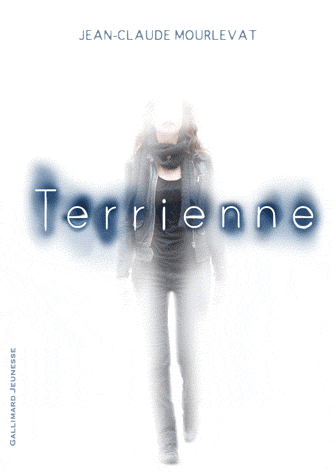 JEAN-CLAUDE MOURLEVAT
Terrienne
GALLIMARD JEUNESSE